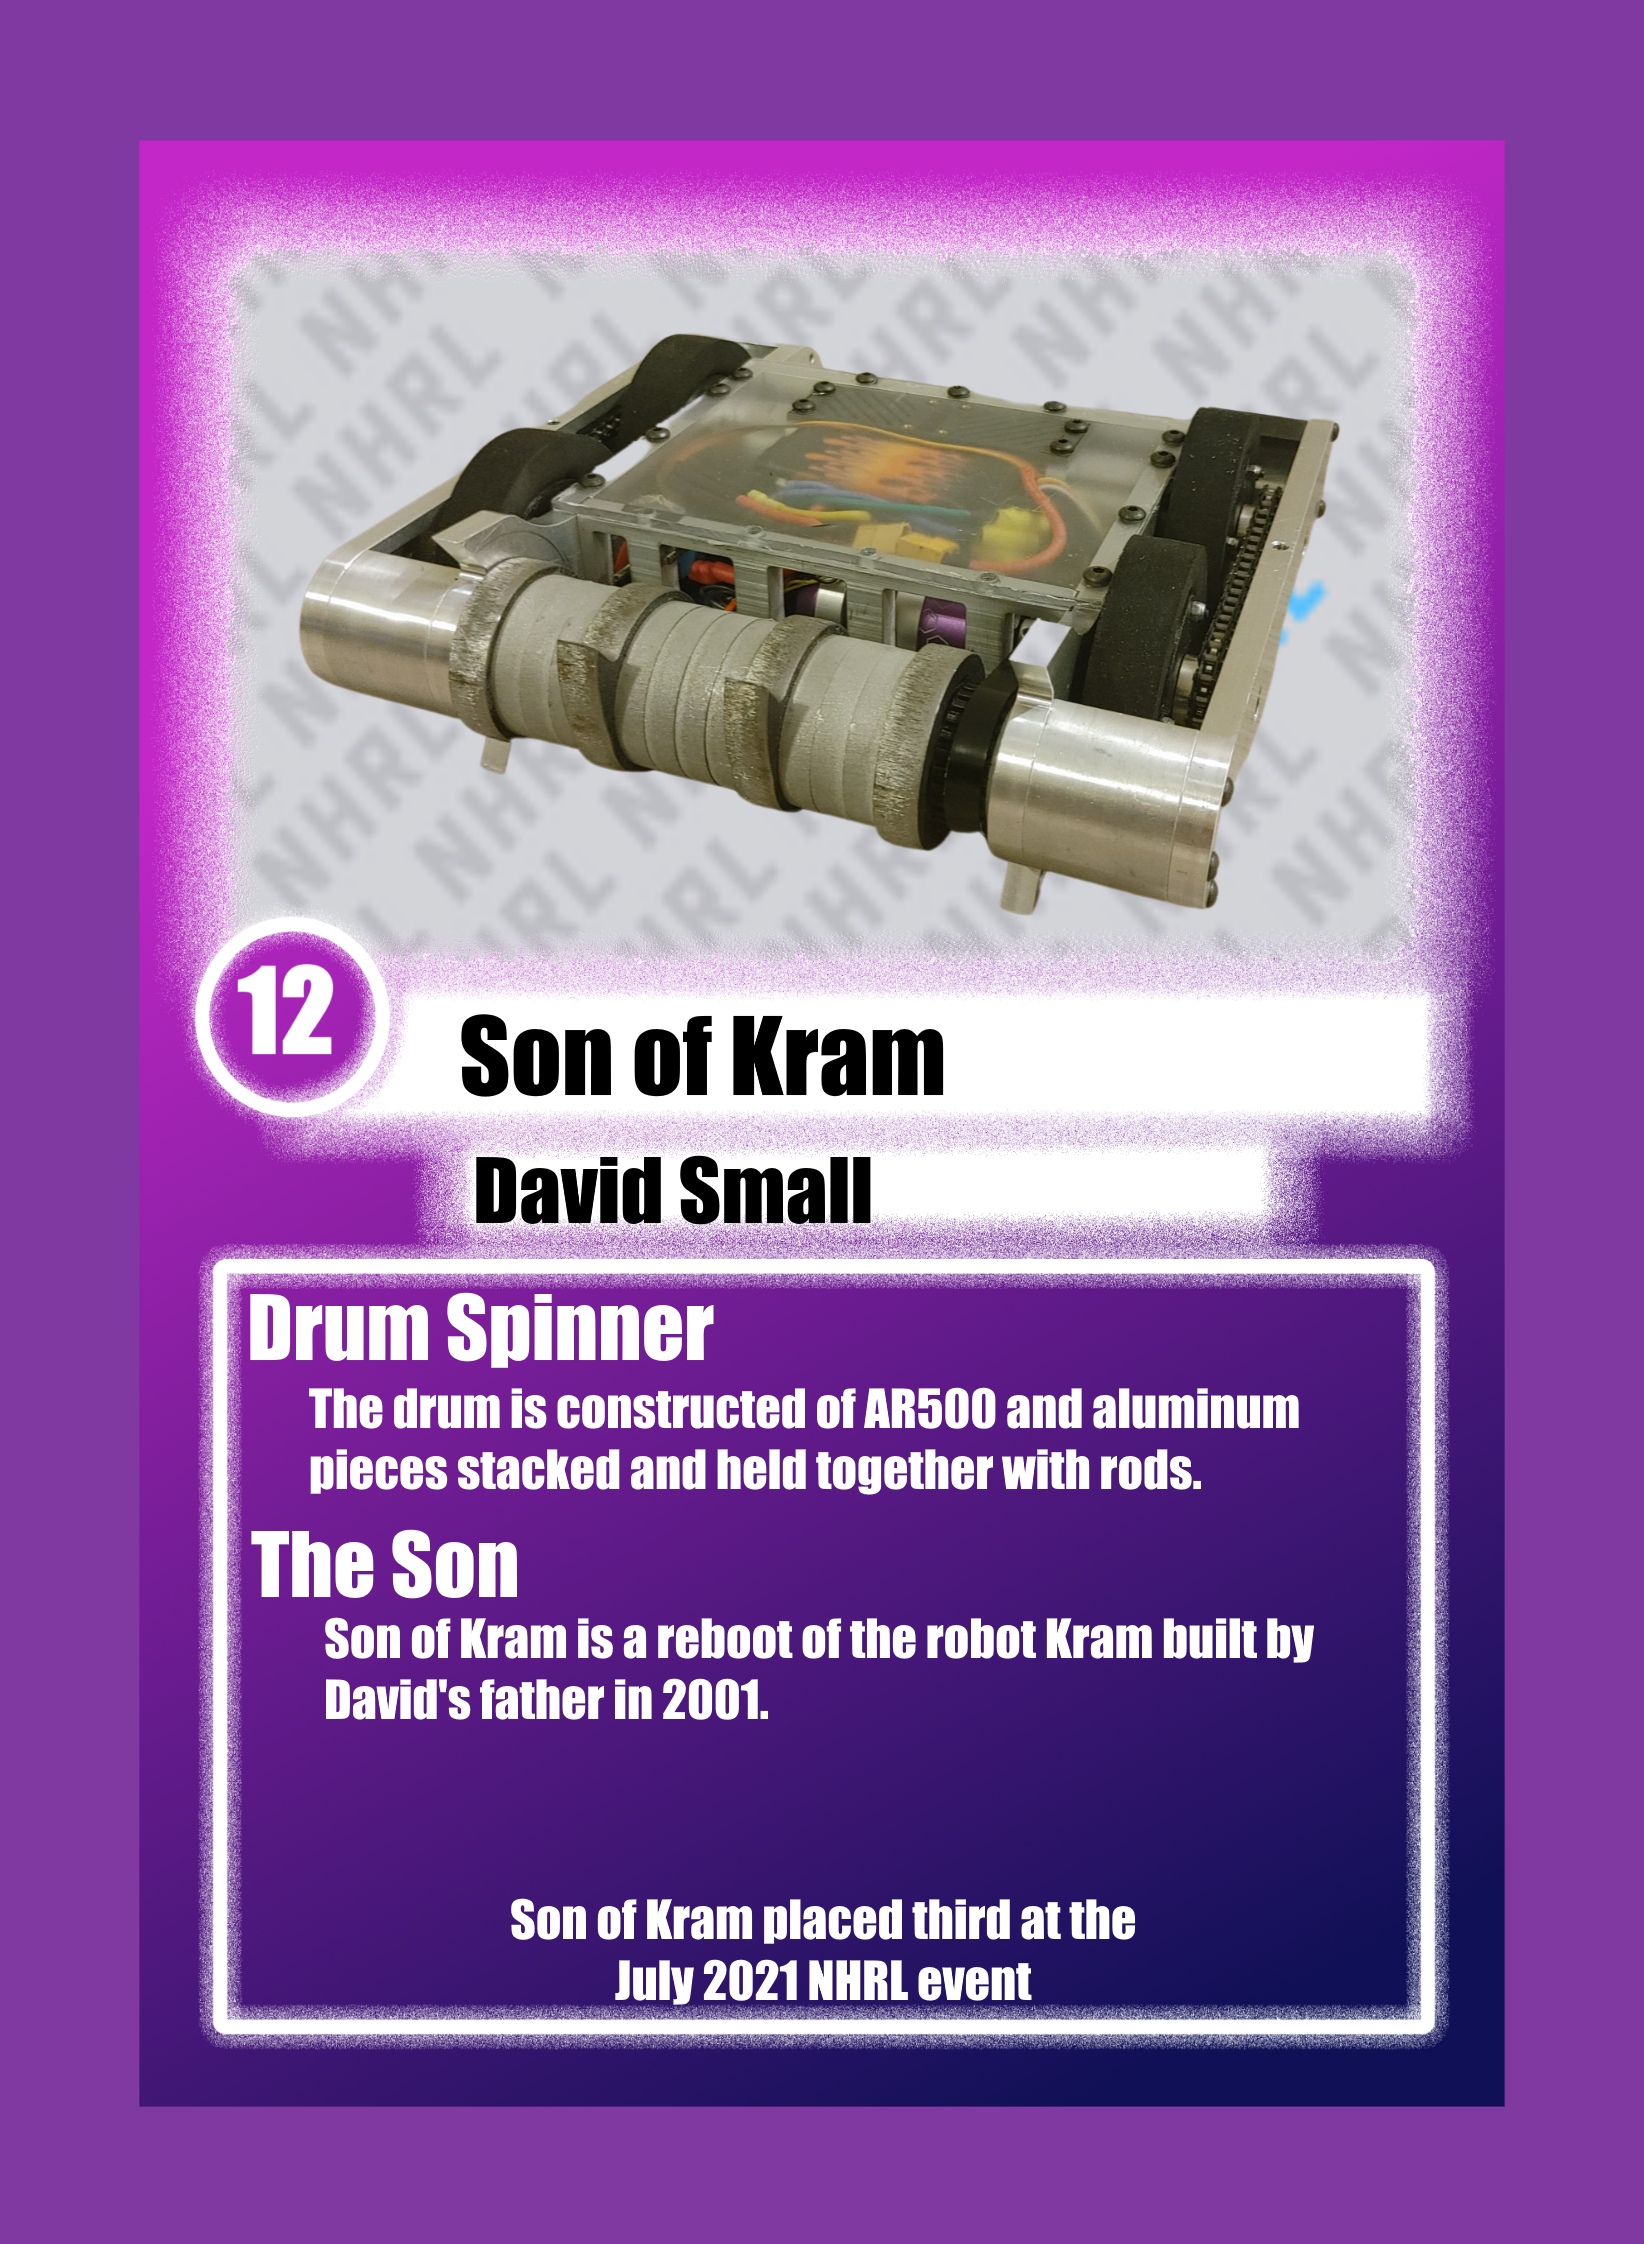 NHRL
12
Son of Kram
David Small
Drum Spinner
The drum is constructed of AR500 and aluminum
pieces stacked and held together with rods.
The Son
Son of Kram is a reboot of the robot Kram built by
David's father in 2001.
Son of Kram placed third at the
July 2021 NHRL event